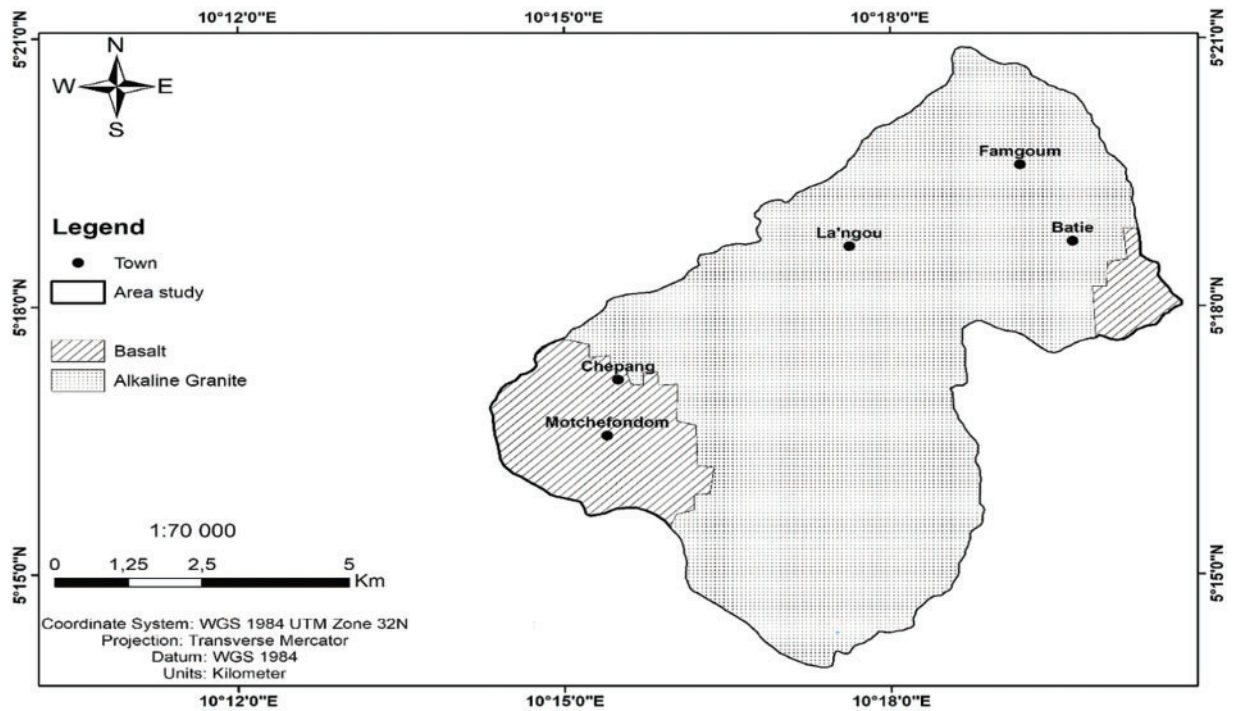 10°12'0"E 10°15'0"E 10°18'0"E
5°21'0"N 5°21'0"N
N
W E
S
Famgoum
Batie
La'ngou
Legend
Town
Area study
5°18'0"N 5°18'0"N
Basalt
Alkaline Granite
Chepang
Motchefondom
1:70 000
0 1,25 2,5 5
Km
5°15'0"N 5°15'0"N
Coordinate System: WGS 1984 UTM Zone 32N
Projection: Transverse Mercator
Datum: WGS 1984
Units: Kilometer
10°12'0"E 10°15'0"E 10°18'0"E